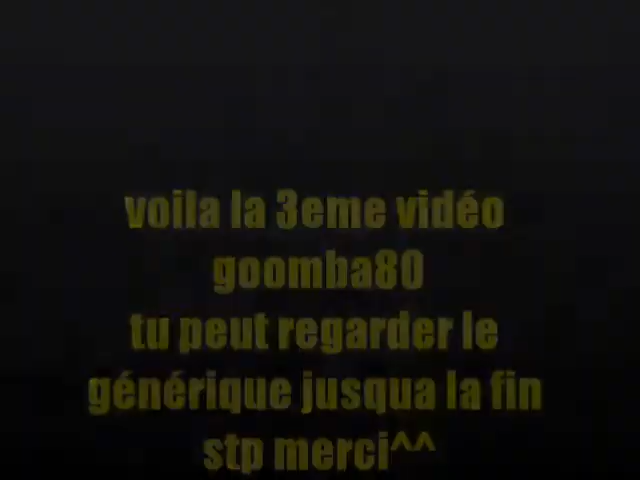 voila la 3eme vidéo
goomba80
tu peut regarder le
générique jusqua la fin
stp merci^^